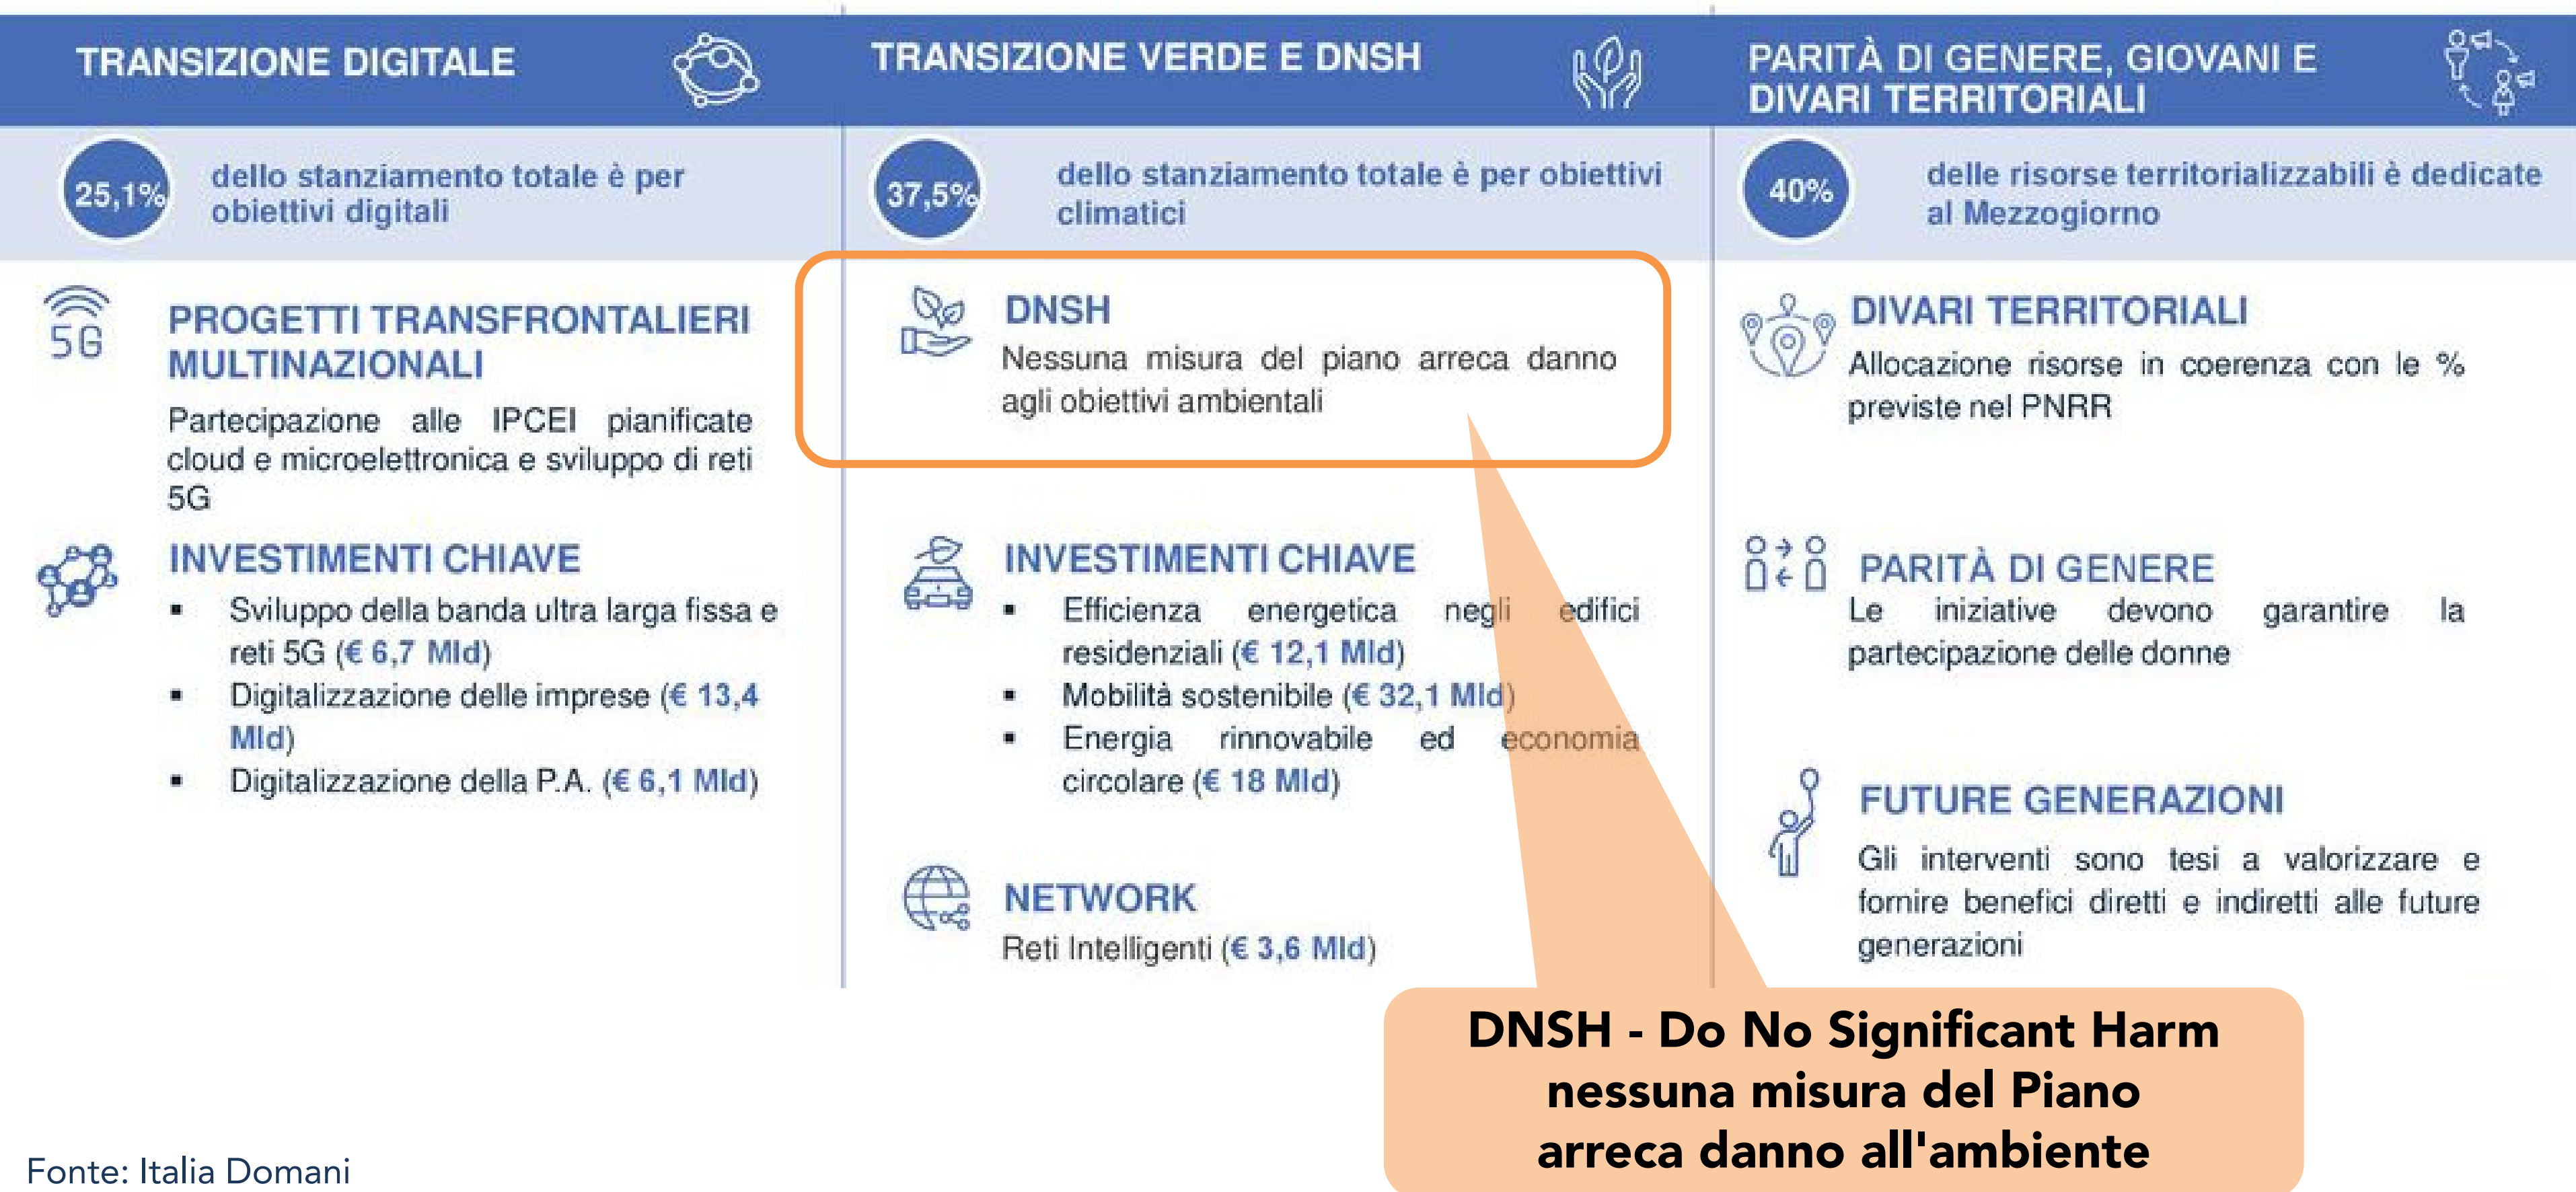 TRANSIZIONE DIGITALE
25,1%
dello stanziamento totale è per
obiettivi digitali
5G
PROGETTI TRANSFRONTALIERI
MULTINAZIONALI
Partecipazione alle IPCEI pianificate
cloud e microelettronica e sviluppo di reti
5G
INVESTIMENTI CHIAVE
▪ Sviluppo della banda ultra larga fissa e
reti 5G (€ 6,7 Mld)
▪ Digitalizzazione delle imprese (€ 13,4
Mld)
▪ Digitalizzazione della P.A. (€ 6,1 Mld)
TRANSIZIONE VERDE E DNSH
37,5%
dello stanziamento totale è per obiettivi
climatici
DNSH
Nessuna misura del piano arreca danno
agli obiettivi ambientali
INVESTIMENTI CHIAVE
▪ Efficienza energetica negli edifici
residenziali (€ 12,1 Mld)
▪ Mobilità sostenibile (€ 32,1 Mld)
▪ Energia rinnovabile ed economia
circolare (€ 18 Mld)
NETWORK
Reti Intelligenti (€ 3,6 Mld)
PARITÀ DI GENERE, GIOVANI E
DIVARI TERRITORIALI
40%
delle risorse territorializzabili è dedicate
al Mezzogiorno
DIVARI TERRITORIALI
Allocazione risorse in coerenza con le %
previste nel PNRR
PARITÀ DI GENERE
Le iniziative devono garantire la
partecipazione delle donne
FUTURE GENERAZIONI
Gli interventi sono tesi a valorizzare e
fornire benefici diretti e indiretti alle future
generazioni
DNSH - Do No Significant Harm
nessuna misura del Piano
arreca danno all'ambiente
Fonte: Italia Domani